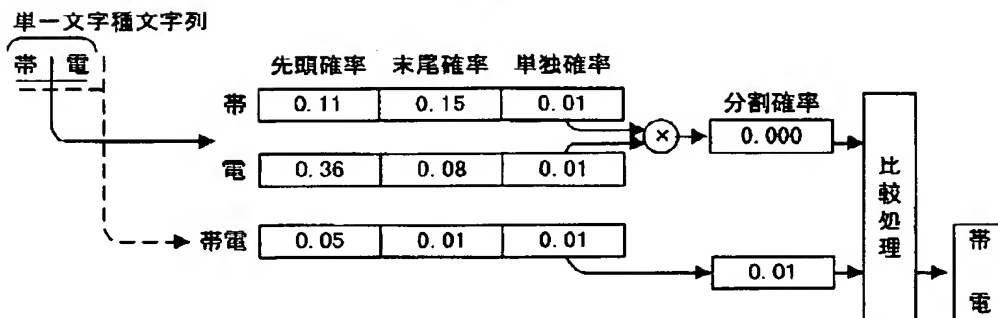 単一文字種文字列
帯 電
先頭確率 末尾確率 単独確率
帯 0.11 0.15 0.01
分割確率
× 0.000
電 0.36 0.08 0.01
帯電 0.05 0.01 0.01
0.01
比較処理
帯
電